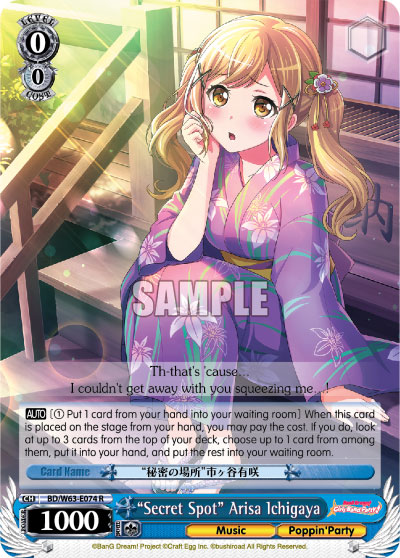 LEVEL
0
0
COST
内
SAMPLE
Th-that's 'cause...
I couldn't get away with you squeezing me...!
AUTO [① Put 1 card from your hand into your waiting room] When this card
is placed on the stage from your hand, you may pay the cost. If you do, look
at up to 3 cards from the top of your deck, choose up to 1 card from among
them, put it into your hand, and put the rest into your waiting room.
Card Name
"秘密の場所"市ヶ谷有咲
CH
BD/W63-E074 R
1000
"Secret Spot" Arisa Ichigaya
Music
Poppin'Party
©BanG Dream! Project ©Craft Egg Inc. ©bushiroad All Rights Reserved.